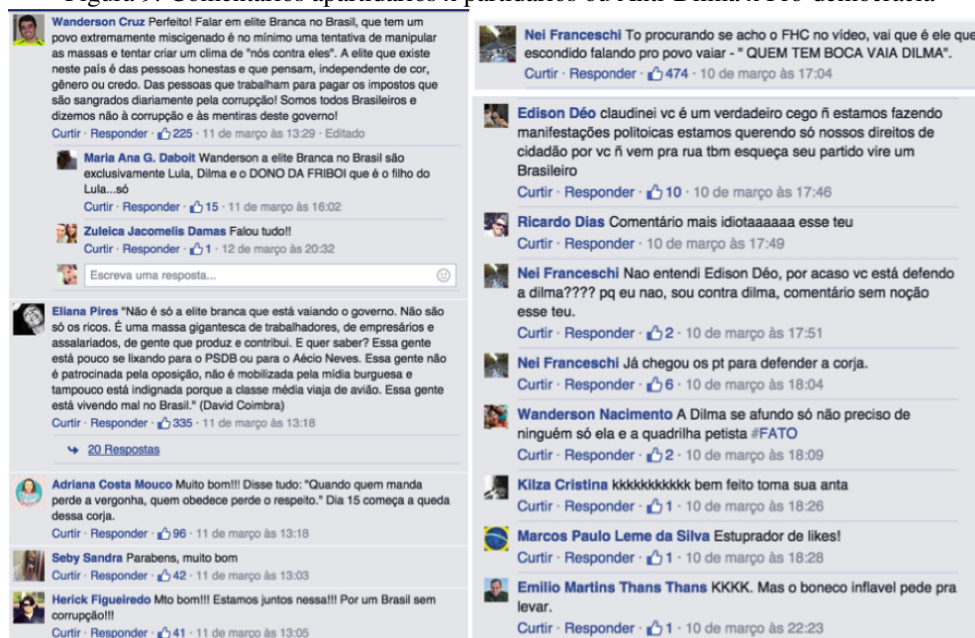 Figura 9: Comentários apartidários x partidários ou Anti-Dilma x Pró-democracia
Wanderson Cruz Perfeito! Falar em elite Branca no Brasil, que tem um
povo extremamente miscigenado é no mínimo uma tentativa de manipular
as massas e tentar criar um clima de "nós contra eles". A elite que existe
neste país é das pessoas honestas e que pensam, independente de cor,
gênero ou credo. Das pessoas que trabalham para pagar os impostos que
são sangrados diariamente pela corrupção! Somos todos Brasileiros e
dizemos não à corrupção e às mentiras deste governo!
Curtir · Responder · 225 · 11 de março às 13:29 · Editado
Maria Ana G. Daboit Wanderson a elite Branca no Brasil são
exclusivamente Lula, Dilma e o DONO DA FRIBOI que é o filho do
Lula...só
Curtir · Responder · 15 · 11 de março às 16:02
Zuleica Jacomelis Damas Falou tudo!!
Curtir · Responder · 1 · 12 de março às 20:32
Escreva uma resposta...
Eliana Pires "Não é só a elite branca que está vaiando o governo. Não são
só os ricos. É uma massa gigantesca de trabalhadores, de empresários e
assalariados, de gente que produz e contribui. E quer saber? Essa gente
está pouco se lixando para o PSDB ou para o Aécio Neves. Essa gente não
é patrocinada pela oposição, não é mobilizada pela mídia burguesa e
tampouco está indignada porque a classe média viaja de avião. Essa gente
está vivendo mal no Brasil." (David Coimbra)
Curtir · Responder · 335 · 11 de março às 13:18
20 Respostas
Adriana Costa Mouco Muito bom!!! Disse tudo: "Quando quem manda
perde a vergonha, quem obedece perde o respeito." Dia 15 começa a queda
dessa corja.
Curtir · Responder · 96 · 11 de março às 13:18
Seby Sandra Parabens, muito bom
Curtir · Responder · 42 · 11 de março às 13:03
Herick Figueiredo Mto bom!!! Estamos juntos nessa!!! Por um Brasil sem
corrupção!!!
Curtir · Responder · 41 · 11 de março às 13:05
Nei Franceschi To procurando se acho o FHC no vídeo, vai que é ele que
escondido falando pro povo vaiar - " QUEM TEM BOCA VAIA DILMA".
Curtir · Responder · 474 · 10 de março às 17:04
Edison Déo claudinei vc é um verdadeiro cego ñ estamos fazendo
manifestações politoicas estamos querendo só nossos direitos de
cidadão por vc ñ vem pra rua tbm esqueça seu partido vire um
Brasileiro
Curtir · Responder · 10 · 10 de março às 17:46
Ricardo Dias Comentário mais idiotaaaaaa esse teu
Curtir · Responder · 10 de março às 17:49
Nei Franceschi Nao entendi Edison Déo, por acaso vc está defendo
a dilma???? pq eu nao, sou contra dilma, comentário sem noção
esse teu.
Curtir · Responder · 2 · 10 de março às 17:51
Nei Franceschi Já chegou os pt para defender a corja.
Curtir · Responder · 6 · 10 de março às 18:04
Wanderson Nacimento A Dilma se afundo só não preciso de
ninguém só ela e a quadrilha petista #FATO
Curtir · Responder · 2 · 10 de março às 18:09
Kilza Cristina kkkkkkkkkkk bem feito toma sua anta
Curtir · Responder · 1 · 10 de março às 18:26
Marcos Paulo Leme da Silva Estuprador de likes!
Curtir · Responder · 1 · 10 de março às 18:28
Emilio Martins Thans Thans KKKK. Mas o boneco inflavel pede pra
levar.
Curtir · Responder · 1 · 10 de março às 22:23